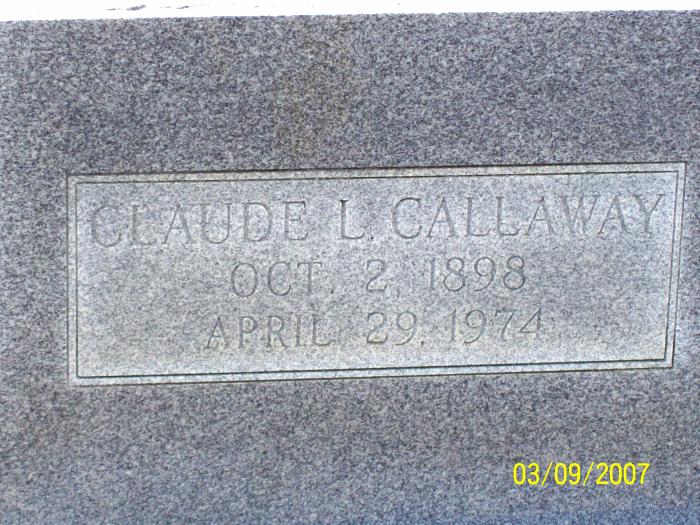 CLAUDE L. CALLAWAY
OCT. 2, 1898
APRIL 29, 1974
03/09/2007